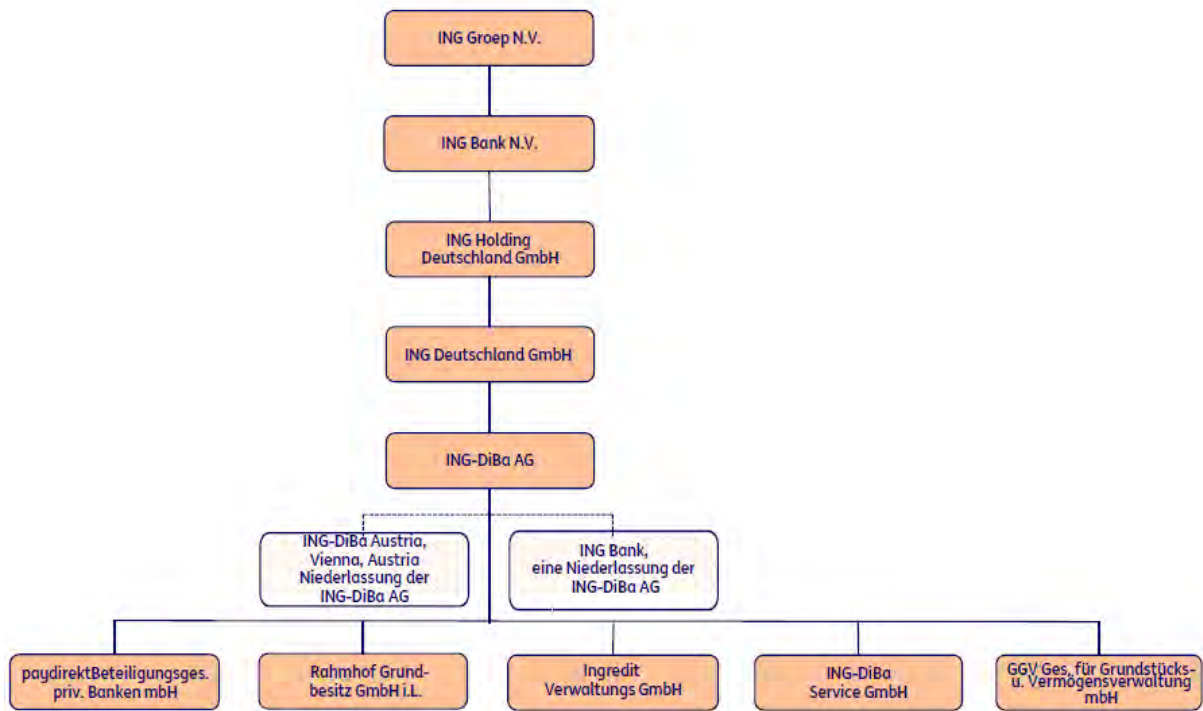 ING Groep N.V.
ING Bank N.V.
ING Holding
Deutschland GmbH
ING Deutschland GmbH
ING-DiBa AG
ING-DiBa Austria,
Vienna, Austria
Niederlassung der
ING-DiBa AG
ING Bank,
eine Niederlassung der
ING-DiBa AG
paydirektBeteiligungsges.
priv. Banken mbH
Rahmhof Grund-
besitz GmbH i.L.
Ingredit
Verwaltungs GmbH
ING-DiBa
Service GmbH
GGV Ges. für Grundstücks-
u. Vermögensverwaltung
mbH